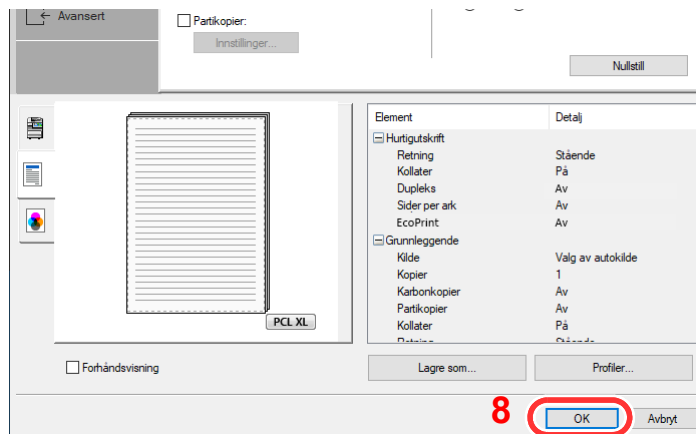 Avansert
Partikopier:
Innstillinger...
Nullstill
Element Detalj
Hurtigutskrift
Retning Stående
Kollater På
Dupleks Av
Sider per ark Av
EcoPrint Av
Grunnleggende
Kilde Valg av autokilde
Kopier 1
Karbonkopier Av
Partikopier Av
Kollater På
Retning Stående
PCL XL
Forhåndsvisning
Lagre som...
Profiler...
8
OK
Avbryt